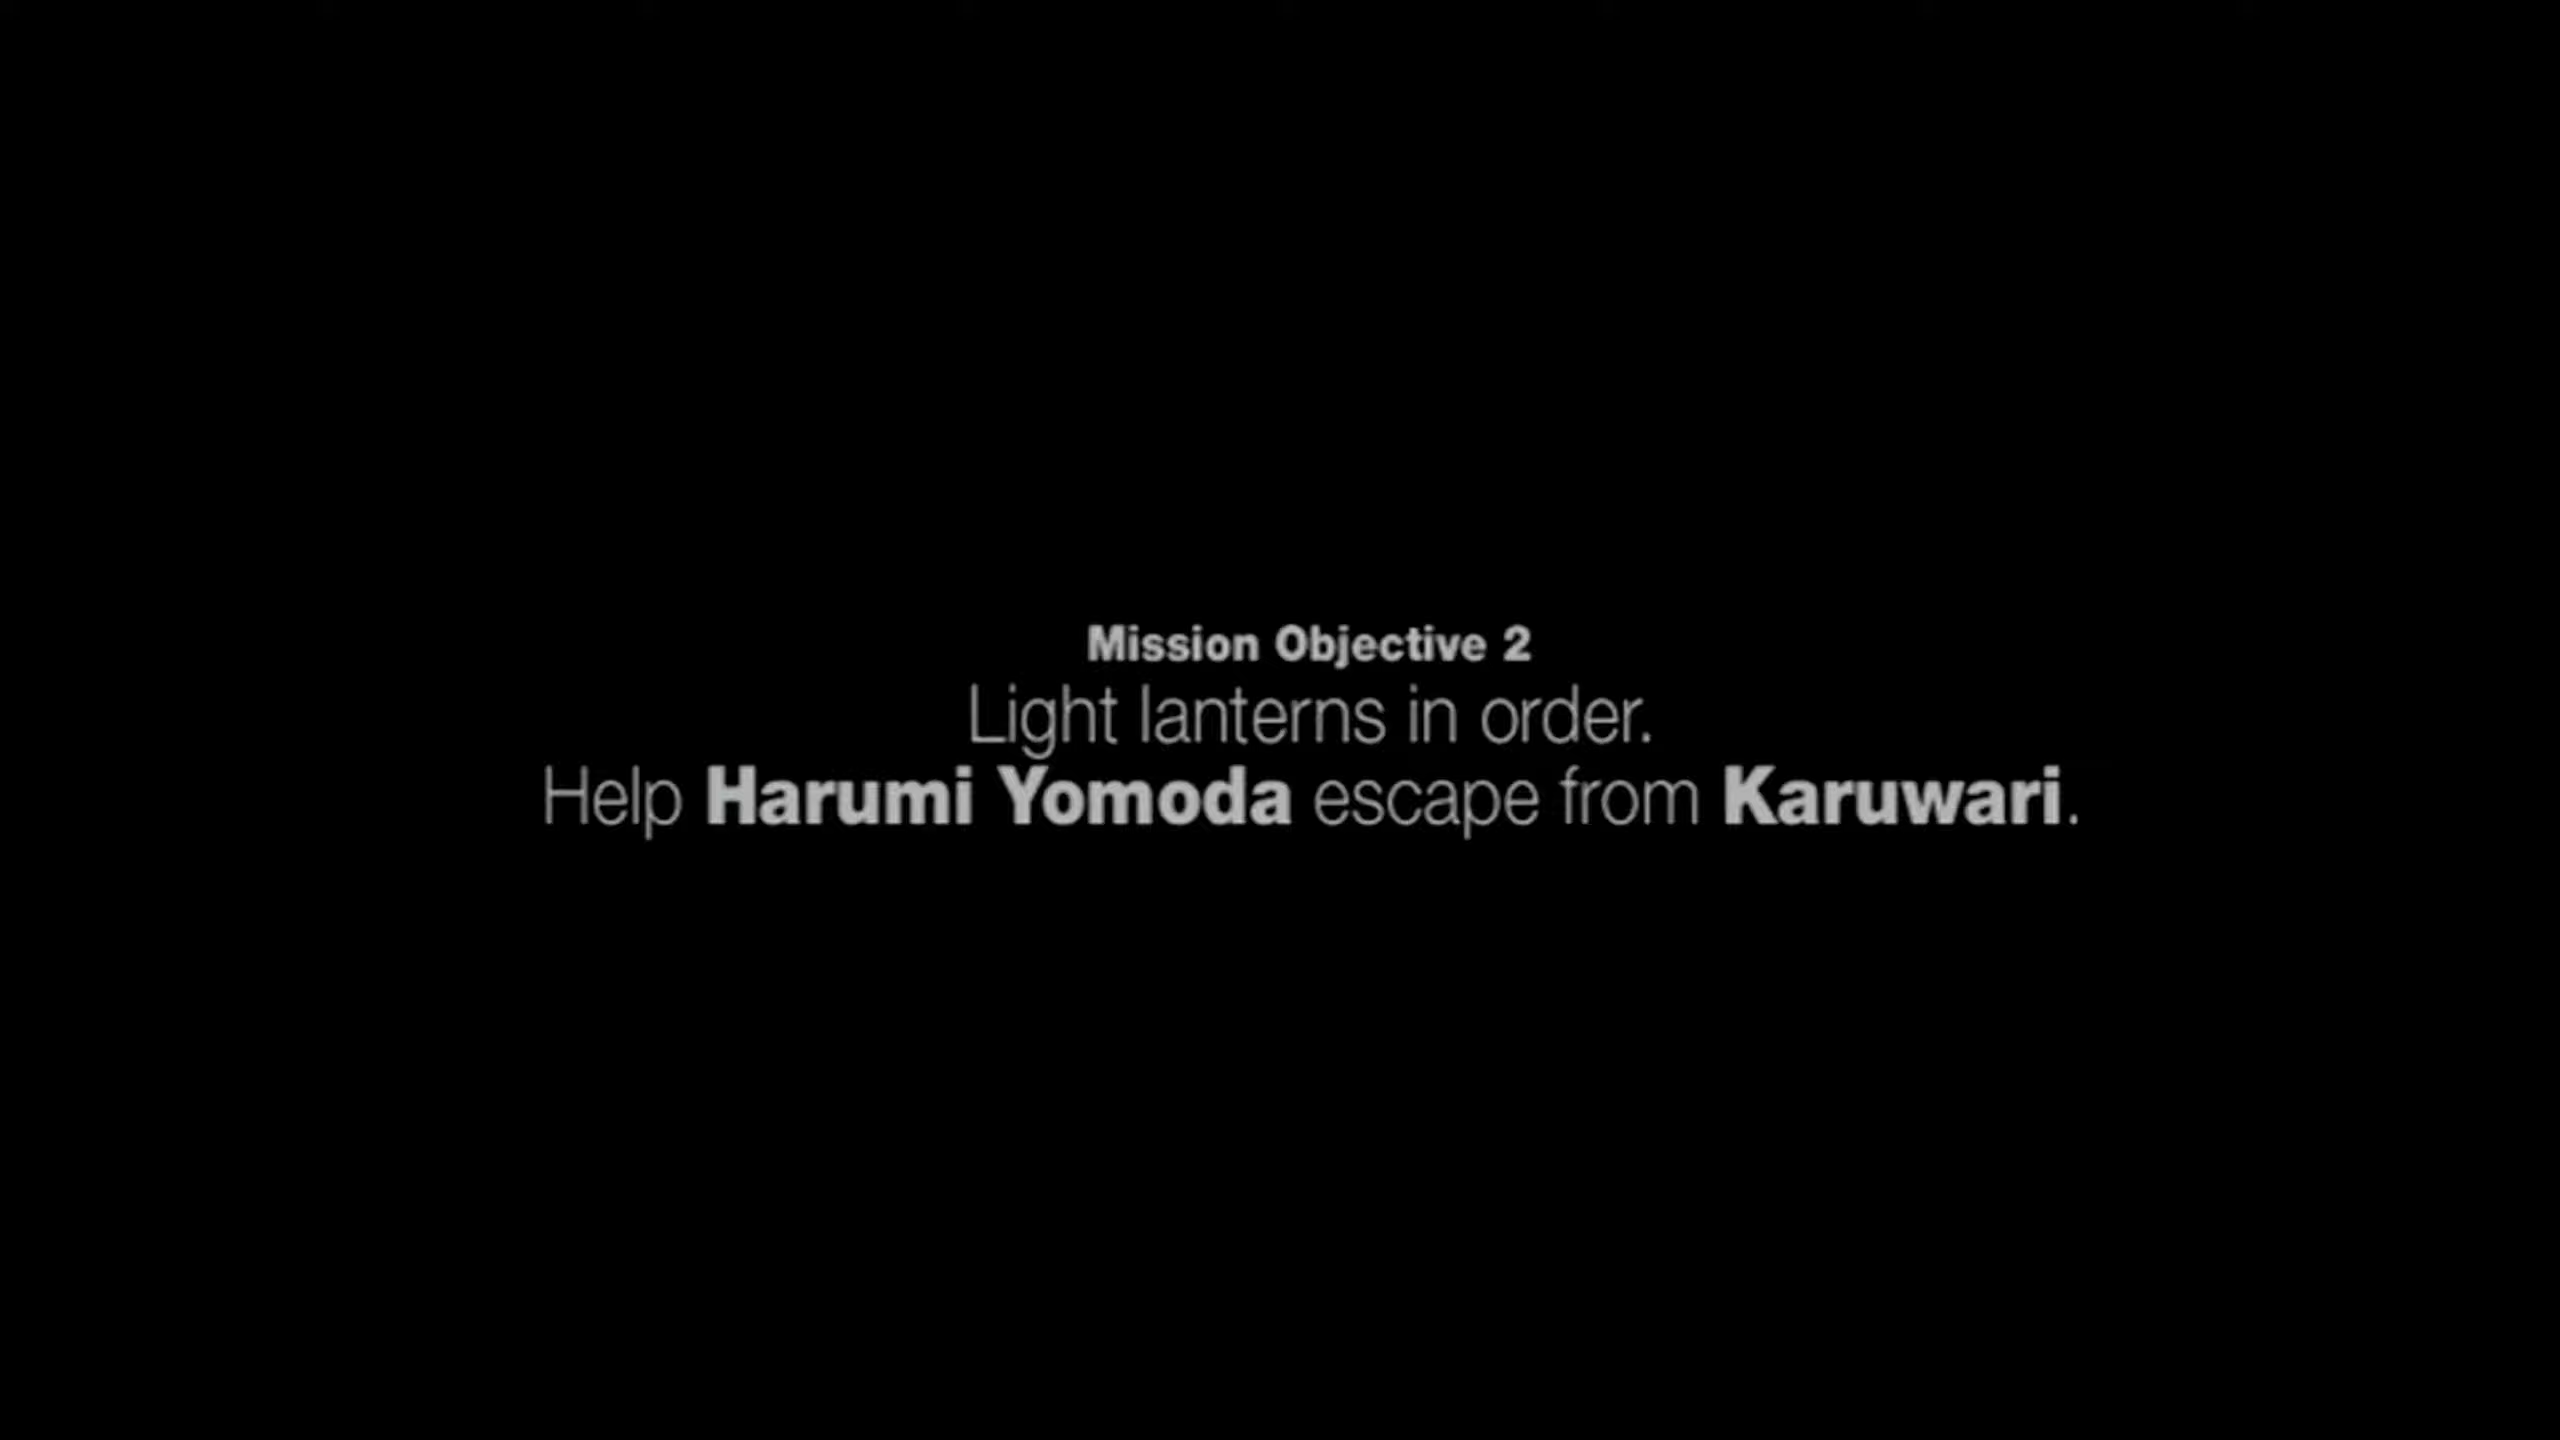 Mission Objective 2
Light lanterns in order.
Help Harumi Yomoda escape from Karuwari.